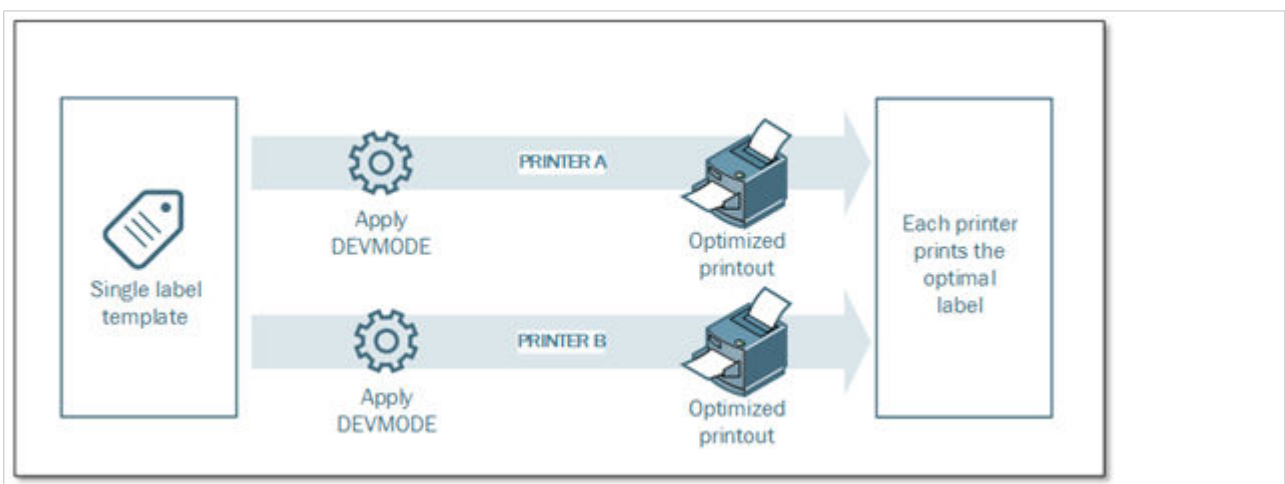 Single label
template
Apply
DEVMODE
PRINTER A
Optimized
printout
Apply
DEVMODE
PRINTER B
Optimized
printout
Each printer
prints the
optimal
label